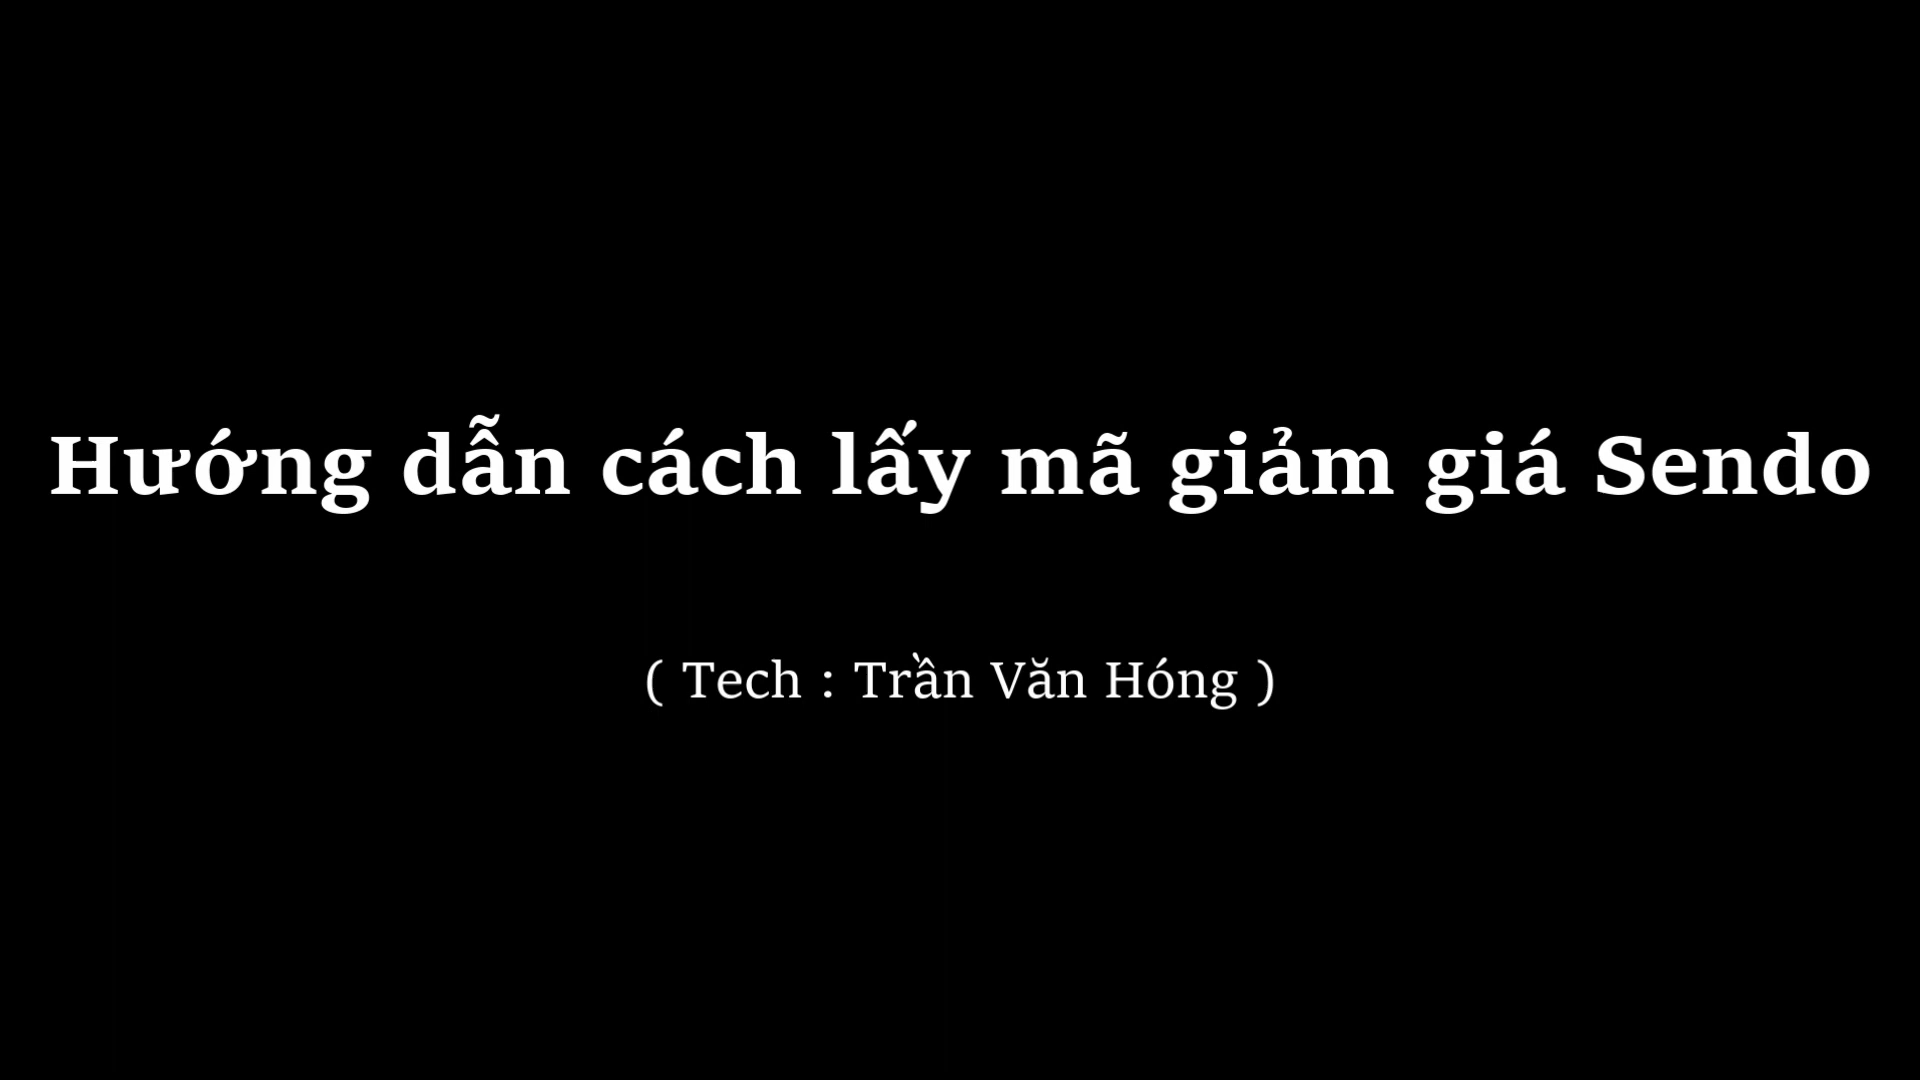 Hướng dẫn cách lấy mã giảm giá Sendo
( Tech : Trần Văn Hóng )